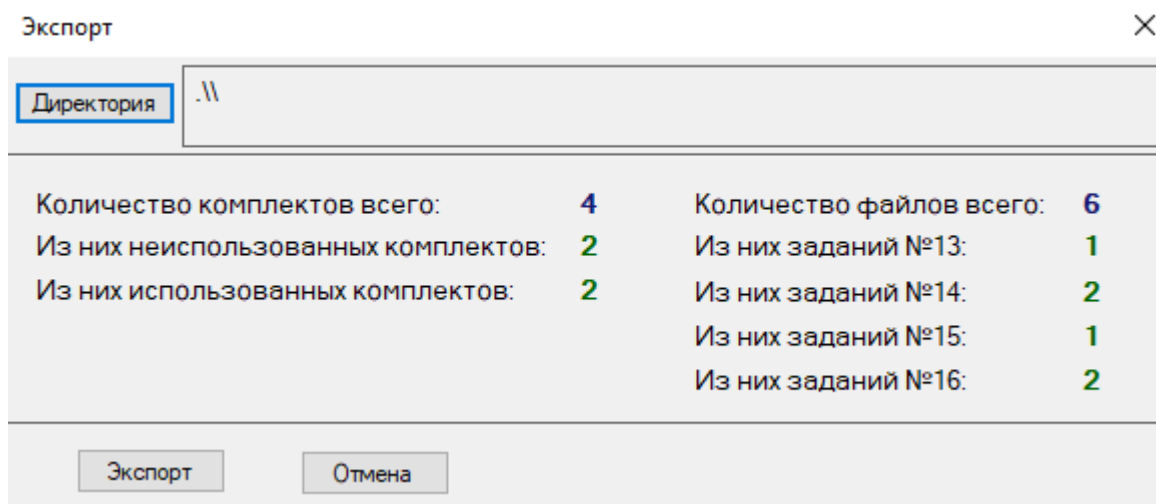 Экспорт
Директория .\\
Количество комплектов всего: 4
Из них неиспользованных комплектов: 2
Из них использованных комплектов: 2
Количество файлов всего: 6
Из них заданий №13: 1
Из них заданий №14: 2
Из них заданий №15: 1
Из них заданий №16: 2
Экспорт
Отмена